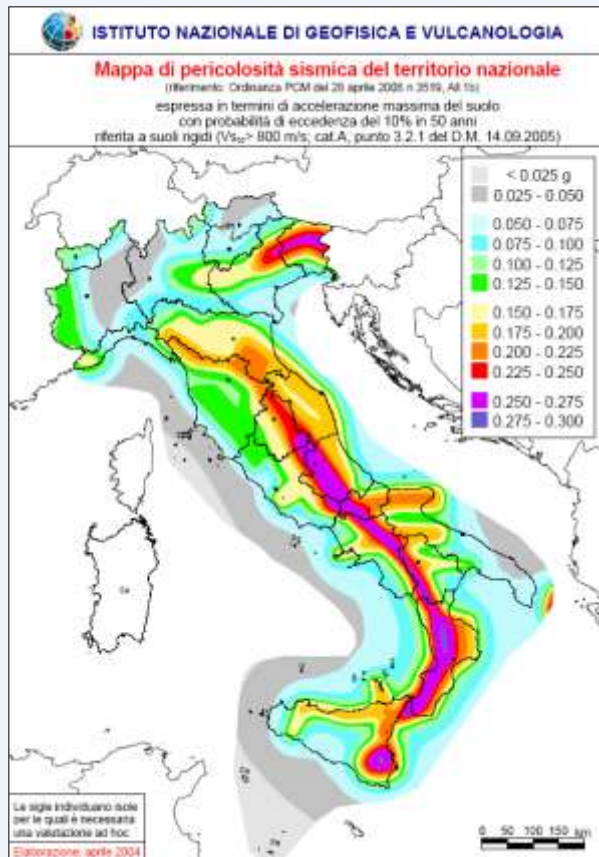 ISTITUTO NAZIONALE DI GEOFISICA E VULCANOLOGIA
Mappa di pericolosità sismica del territorio nazionale
(riferimento: Ordinanza PCM del 28 aprile 2006 n.3519, All.1b)
espressa in termini di accelerazione massima del suolo
con probabilità di eccedenza del 10% in 50 anni
riferita a suoli rigidi (Vs₃₀> 800 m/s; cat.A, punto 3.2.1 del D.M. 14.09.2005)
< 0.025 g
0.025 - 0.050
0.050 - 0.075
0.075 - 0.100
0.100 - 0.125
0.125 - 0.150
0.150 - 0.175
0.175 - 0.200
0.200 - 0.225
0.225 - 0.250
0.250 - 0.275
0.275 - 0.300
Le sigle individuano isole
per le quali è necessaria
una valutazione ad hoc
Elaborazione: aprile 2004
0 50 100 150 km